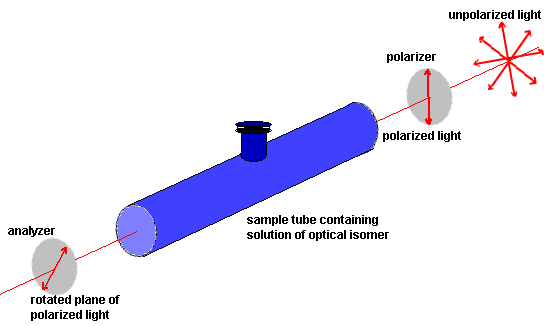 unpolarized light
polarizer
polarized light
sample tube containing
solution of optical isomer
analyzer
rotated plane of
polarized light